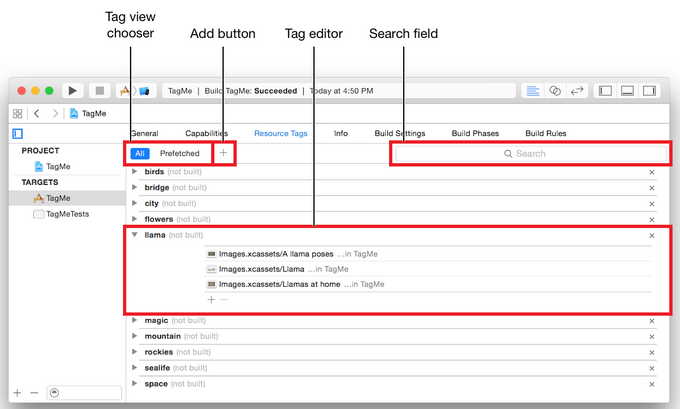 Tag view
chooser
Add button
Tag editor
Search field
TagMe | Build TagMe: Succeeded | Today at 4:50 PM
TagMe
General
Capabilities
Resource Tags
Info
Build Settings
Build Phases
Build Rules
PROJECT
TagMe
TARGETS
TagMe
TagMeTests
All
Prefetched
+
Search
birds (not built)
bridge (not built)
city (not built)
flowers (not built)
llama (not built)
Images.xcassets/A llama poses ...in TagMe
Images.xcassets/Llama ...in TagMe
Images.xcassets/Llamas at home ...in TagMe
magic (not built)
mountain (not built)
rockies (not built)
sealife (not built)
space (not built)